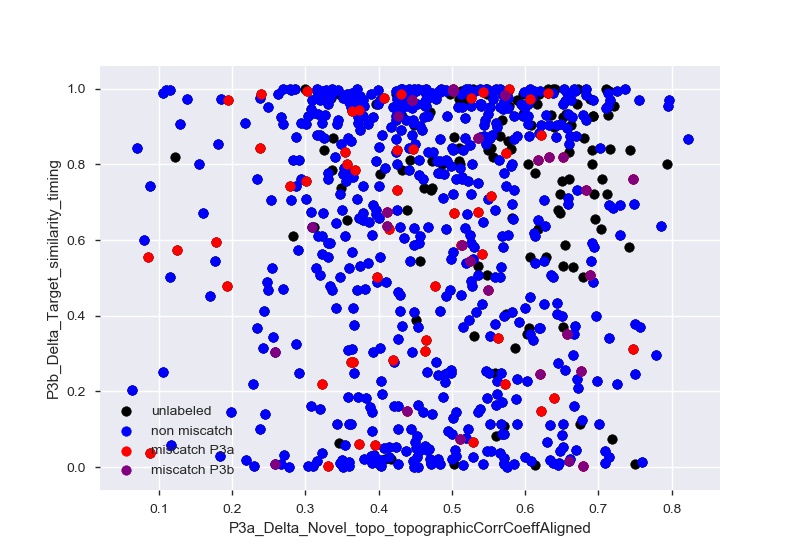 1.0
0.8
0.6
0.4
0.2
0.0
P3b_Delta_Target_similarity_timing
unlabeled
non miscatch
miscatch P3a
miscatch P3b
0.1 0.2 0.3 0.4 0.5 0.6 0.7 0.8
P3a_Delta_Novel_topo_topographicCorrCoeffAligned